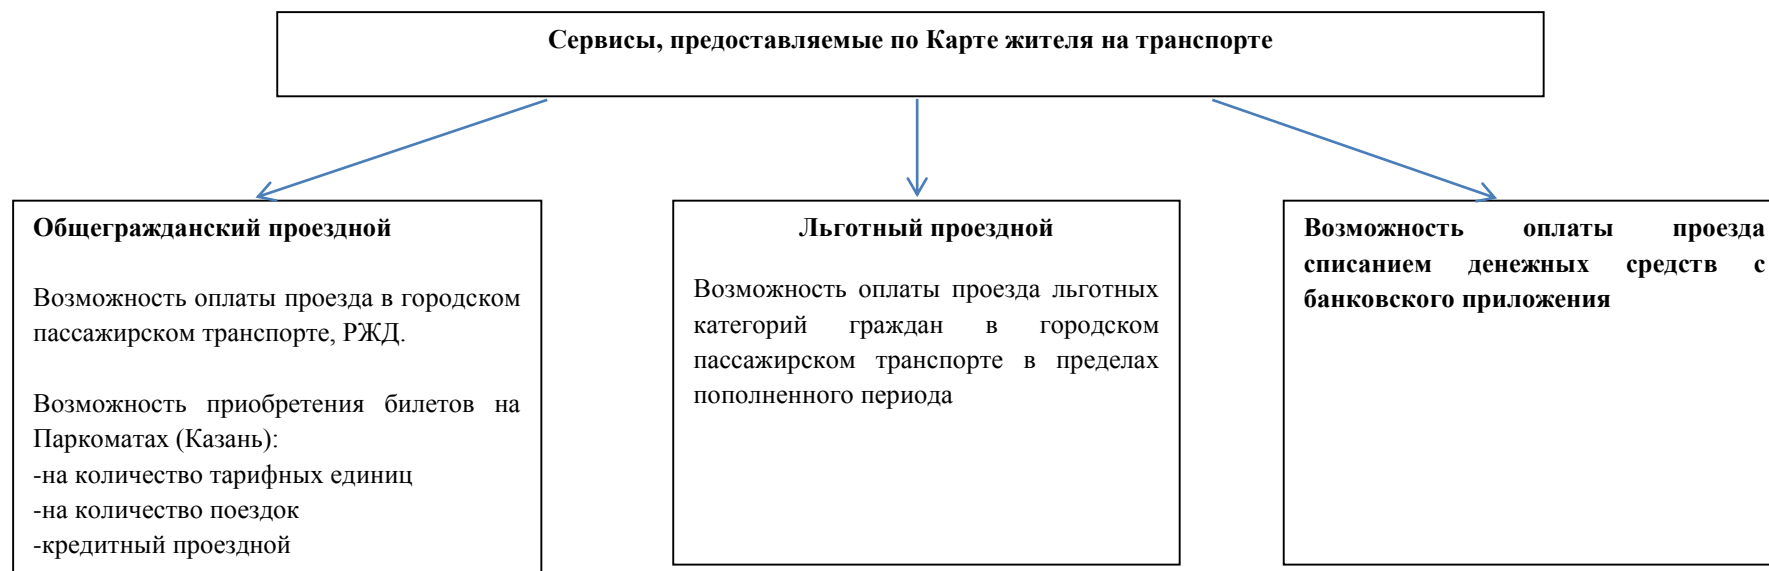 Сервисы, предоставляемые по Карте жителя на транспорте
Общегражданский проездной
Возможность оплаты проезда в городском
пассажирском транспорте, РЖД.
Возможность приобретения билетов на
Паркоматах (Казань):
-на количество тарифных единиц
-на количество поездок
-кредитный проездной
Льготный проездной
Возможность оплаты проезда льготных
категорий граждан в городском
пассажирском транспорте в пределах
пополненного периода
Возможность оплаты проезда
списанием денежных средств с
банковского приложения